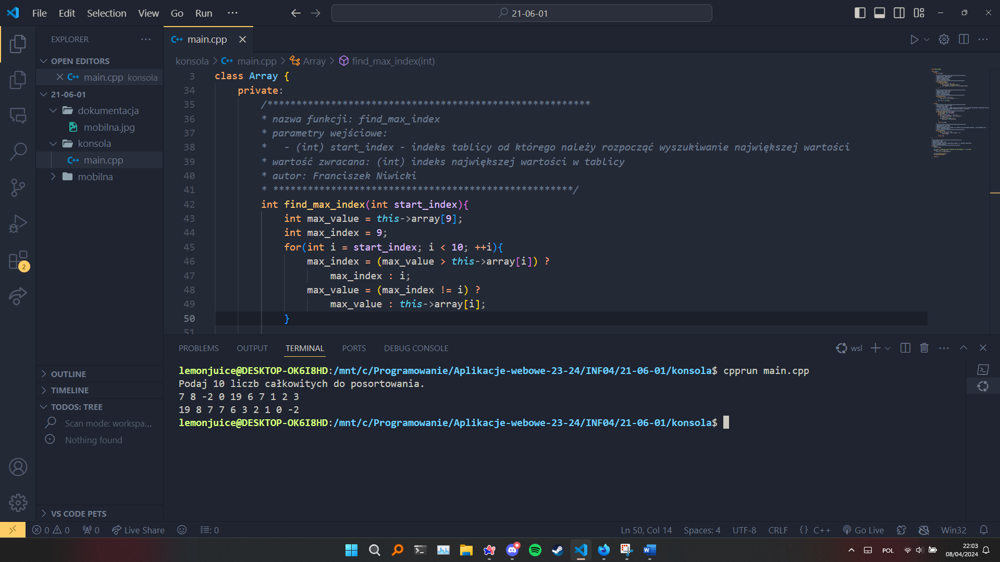 File Edit Selection View Go Run ···
21-06-01
EXPLORER
OPEN EDITORS
main.cpp konsola
21-06-01
dokumentacja
mobilna.jpg
konsola
main.cpp
mobilna
OUTLINE
TIMELINE
TODOS: TREE
Scan mode: workspa...
Nothing found
VS CODE PETS
2
main.cpp
konsola > main.cpp > Array > find_max_index(int)
3 class Array {
34 private:
35 /********************************************************
36 * nazwa funkcji: find_max_index
37 * parametry wejściowe:
38 * - (int) start_index - indeks tablicy od którego należy rozpocząć wyszukiwanie największej wartości
39 * wartość zwracana: (int) indeks największej wartości w tablicy
40 * autor: Franciszek Niwicki
41 * ****************************************************/
42 int find_max_index(int start_index){
43 int max_value = this->array[9];
44 int max_index = 9;
45 for(int i = start_index; i < 10; ++i){
46 max_index = (max_value > this->array[i]) ?
47 max_index : i;
48 max_value = (max_index != i) ?
49 max_value : this->array[i];
50 }
51
PROBLEMS OUTPUT TERMINAL PORTS DEBUG CONSOLE
wsl
lemonjuice@DESKTOP-OK6I8HD:/mnt/c/Programowanie/Aplikacje-webowe-23-24/INF04/21-06-01/konsola$ cpprun main.cpp
Podaj 10 liczb całkowitych do posortowania.
7 8 -2 0 19 6 7 1 2 3
19 8 7 7 6 3 2 1 0 -2
lemonjuice@DESKTOP-OK6I8HD:/mnt/c/Programowanie/Aplikacje-webowe-23-24/INF04/21-06-01/konsola$
0 0 0 Live Share : 0
Ln 50, Col 14 Spaces: 4 UTF-8 CRLF {} C++ Go Live Win32
POL
22:03
08/04/2024